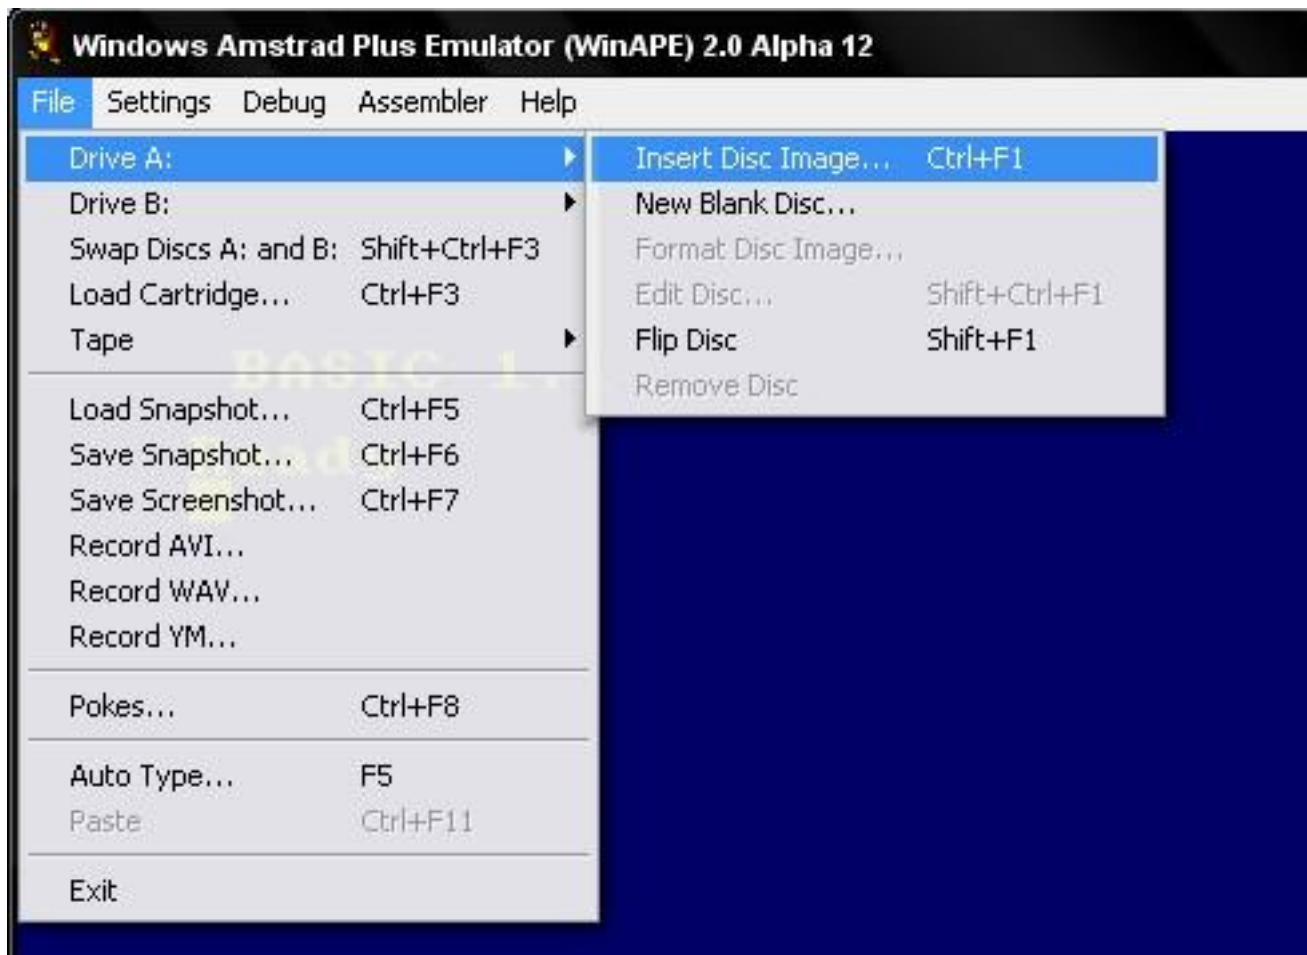 Windows Amstrad Plus Emulator (WinAPE) 2.0 Alpha 12
File Settings Debug Assembler Help
Drive A:
Drive B:
Swap Discs A: and B: Shift+Ctrl+F3
Load Cartridge... Ctrl+F3
Tape
Load Snapshot... Ctrl+F5
Save Snapshot... Ctrl+F6
Save Screenshot... Ctrl+F7
Record AVI...
Record WAV...
Record YM...
Pokes... Ctrl+F8
Auto Type... F5
Paste Ctrl+F11
Exit
Insert Disc Image... Ctrl+F1
New Blank Disc...
Format Disc Image...
Edit Disc... Shift+Ctrl+F1
Flip Disc Shift+F1
Remove Disc
BASIC 1.